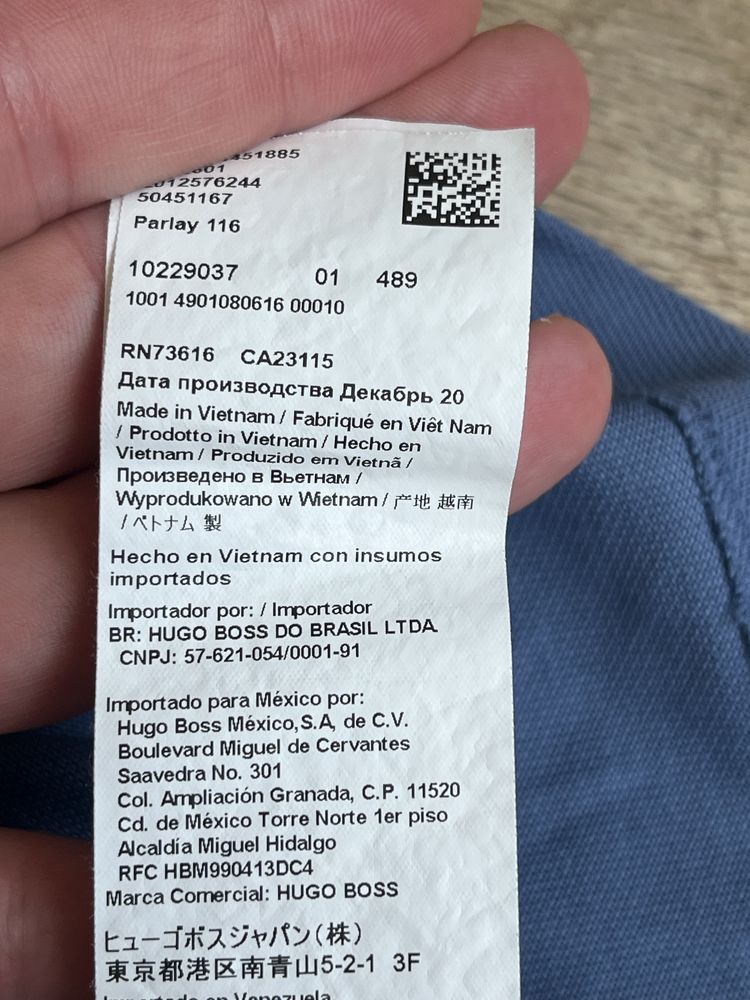 451885
2012576244
50451167
Parlay 116
10229037 01 489
1001 4901080616 00010
RN73616 CA23115
Дата производства Декабрь 20
Made in Vietnam / Fabriqué en Viêt Nam
/ Prodotto in Vietnam / Hecho en
Vietnam / Produzido em Vietnã /
Произведено в Вьетнам /
Wyprodukowano w Wietnam / 产地 越南
/ ベトナム 製
Hecho en Vietnam con insumos
importados
Importador por: / Importador
BR: HUGO BOSS DO BRASIL LTDA.
CNPJ: 57-621-054/0001-91
Importado para México por:
Hugo Boss México,S.A, de C.V.
Boulevard Miguel de Cervantes
Saavedra No. 301
Col. Ampliación Granada, C.P. 11520
Cd. de México Torre Norte 1er piso
Alcaldía Miguel Hidalgo
RFC HBM990413DC4
Marca Comercial: HUGO BOSS
ヒューゴボスジャパン(株)
東京都港区南青山5-2-1 3F
Importado en Venezuela